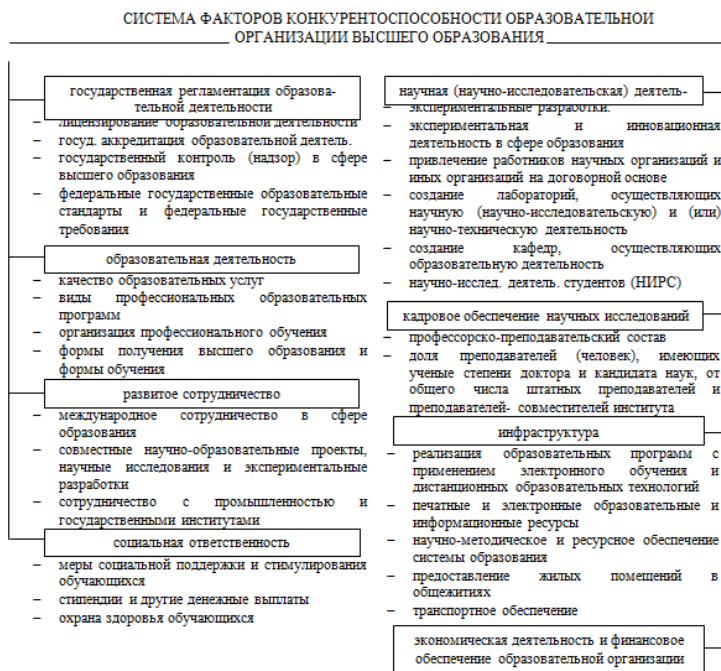 СИСТЕМА ФАКТОРОВ КОНКУРЕНТОСПОСОБНОСТИ ОБРАЗОВАТЕЛЬНОЙ
ОРГАНИЗАЦИИ ВЫСШЕГО ОБРАЗОВАНИЯ
государственная регламентация образова-
тельной деятельности
– лицензирование образовательной деятельности
– госуд. аккредитация образовательной деятель.
– государственный контроль (надзор) в сфере
высшего образования
– федеральные государственные образовательные
стандарты и федеральные государственные
требования
образовательная деятельность
– качество образовательных услуг
– виды профессиональных образовательных
программ
– организация профессионального обучения
– формы получения высшего образования и
формы обучения
развитое сотрудничество
– международное сотрудничество в сфере
образования
– совместные научно-образовательные проекты,
научные исследования и экспериментальные
разработки
– сотрудничество с промышленностью и
государственными институтами
социальная ответственность
– меры социальной поддержки и стимулирования
обучающихся
– стипендии и другие денежные выплаты
– охрана здоровья обучающихся
научная (научно-исследовательская) деятель-
– экспериментальные разработки.
– экспериментальная и инновационная
деятельность в сфере образования
– привлечение работников научных организаций и
иных организаций на договорной основе
– создание лабораторий, осуществляющих
научную (научно-исследовательскую) и (или)
научно-техническую деятельность
– создание кафедр, осуществляющих
образовательную деятельность
– научно-исслед. деятель. студентов (НИРС)
кадровое обеспечение научных исследований
– профессорско-преподавательский состав
– доля преподавателей (человек), имеющих
ученые степени доктора и кандидата наук, от
общего числа штатных преподавателей и
преподавателей- совместителей института
инфраструктура
– реализация образовательных программ с
применением электронного обучения и
дистанционных образовательных технологий
– печатные и электронные образовательные и
информационные ресурсы
– научно-методическое и ресурсное обеспечение
системы образования
– предоставление жилых помещений в
общежитиях
– транспортное обеспечение
экономическая деятельность и финансовое
обеспечение образовательной организации